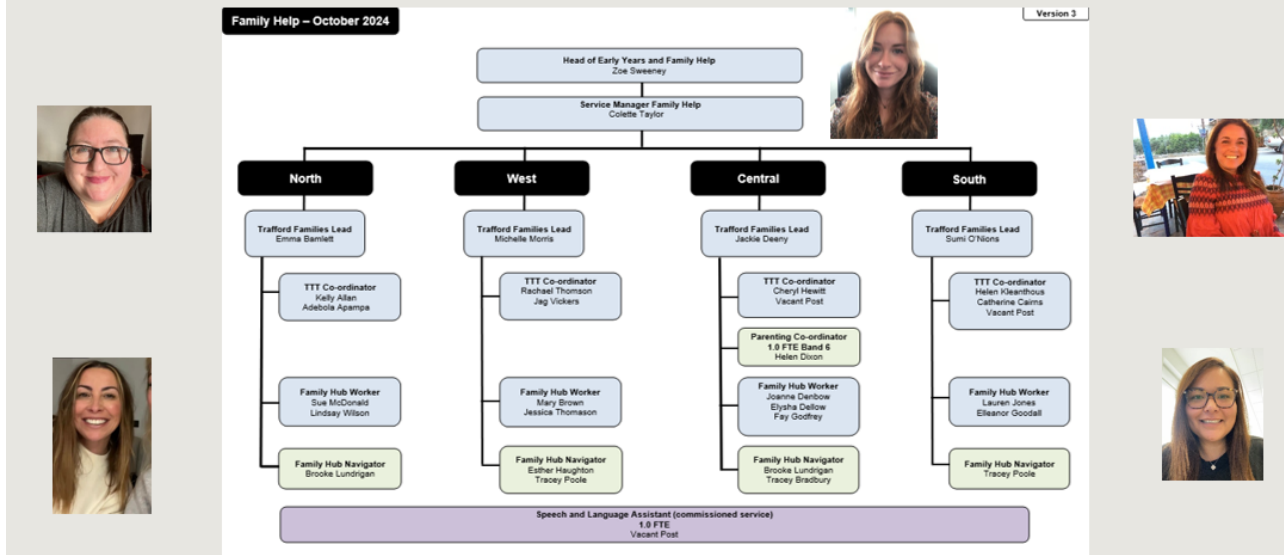 Family Help – October 2024
Version 3
Head of Early Years and Family Help
Zoe Sweeney
Service Manager Family Help
Colette Taylor
North
West
Central
South
Trafford Families Lead
Emma Bamlett
Trafford Families Lead
Michelle Morris
Trafford Families Lead
Jackie Deeny
Trafford Families Lead
Sumi O'Nions
TTT Co-ordinator
Kelly Allan
Adebola Apampa
TTT Co-ordinator
Rachael Thomson
Jag Vickers
TTT Co-ordinator
Cheryl Hewitt
Vacant Post
TTT Co-ordinator
Helen Kleanthous
Catherine Cairns
Vacant Post
Parenting Co-ordinator
1.0 FTE Band 6
Helen Dixon
Family Hub Worker
Sue McDonald
Lindsay Wilson
Family Hub Worker
Mary Brown
Jessica Thomason
Family Hub Worker
Joanne Denbow
Elysha Dellow
Fay Godfrey
Family Hub Worker
Lauren Jones
Elleanor Goodall
Family Hub Navigator
Brooke Lundrigan
Family Hub Navigator
Esther Haughton
Tracey Poole
Family Hub Navigator
Brooke Lundrigan
Tracey Bradbury
Family Hub Navigator
Tracey Poole
Speech and Language Assistant (commissioned service)
1.0 FTE
Vacant Post